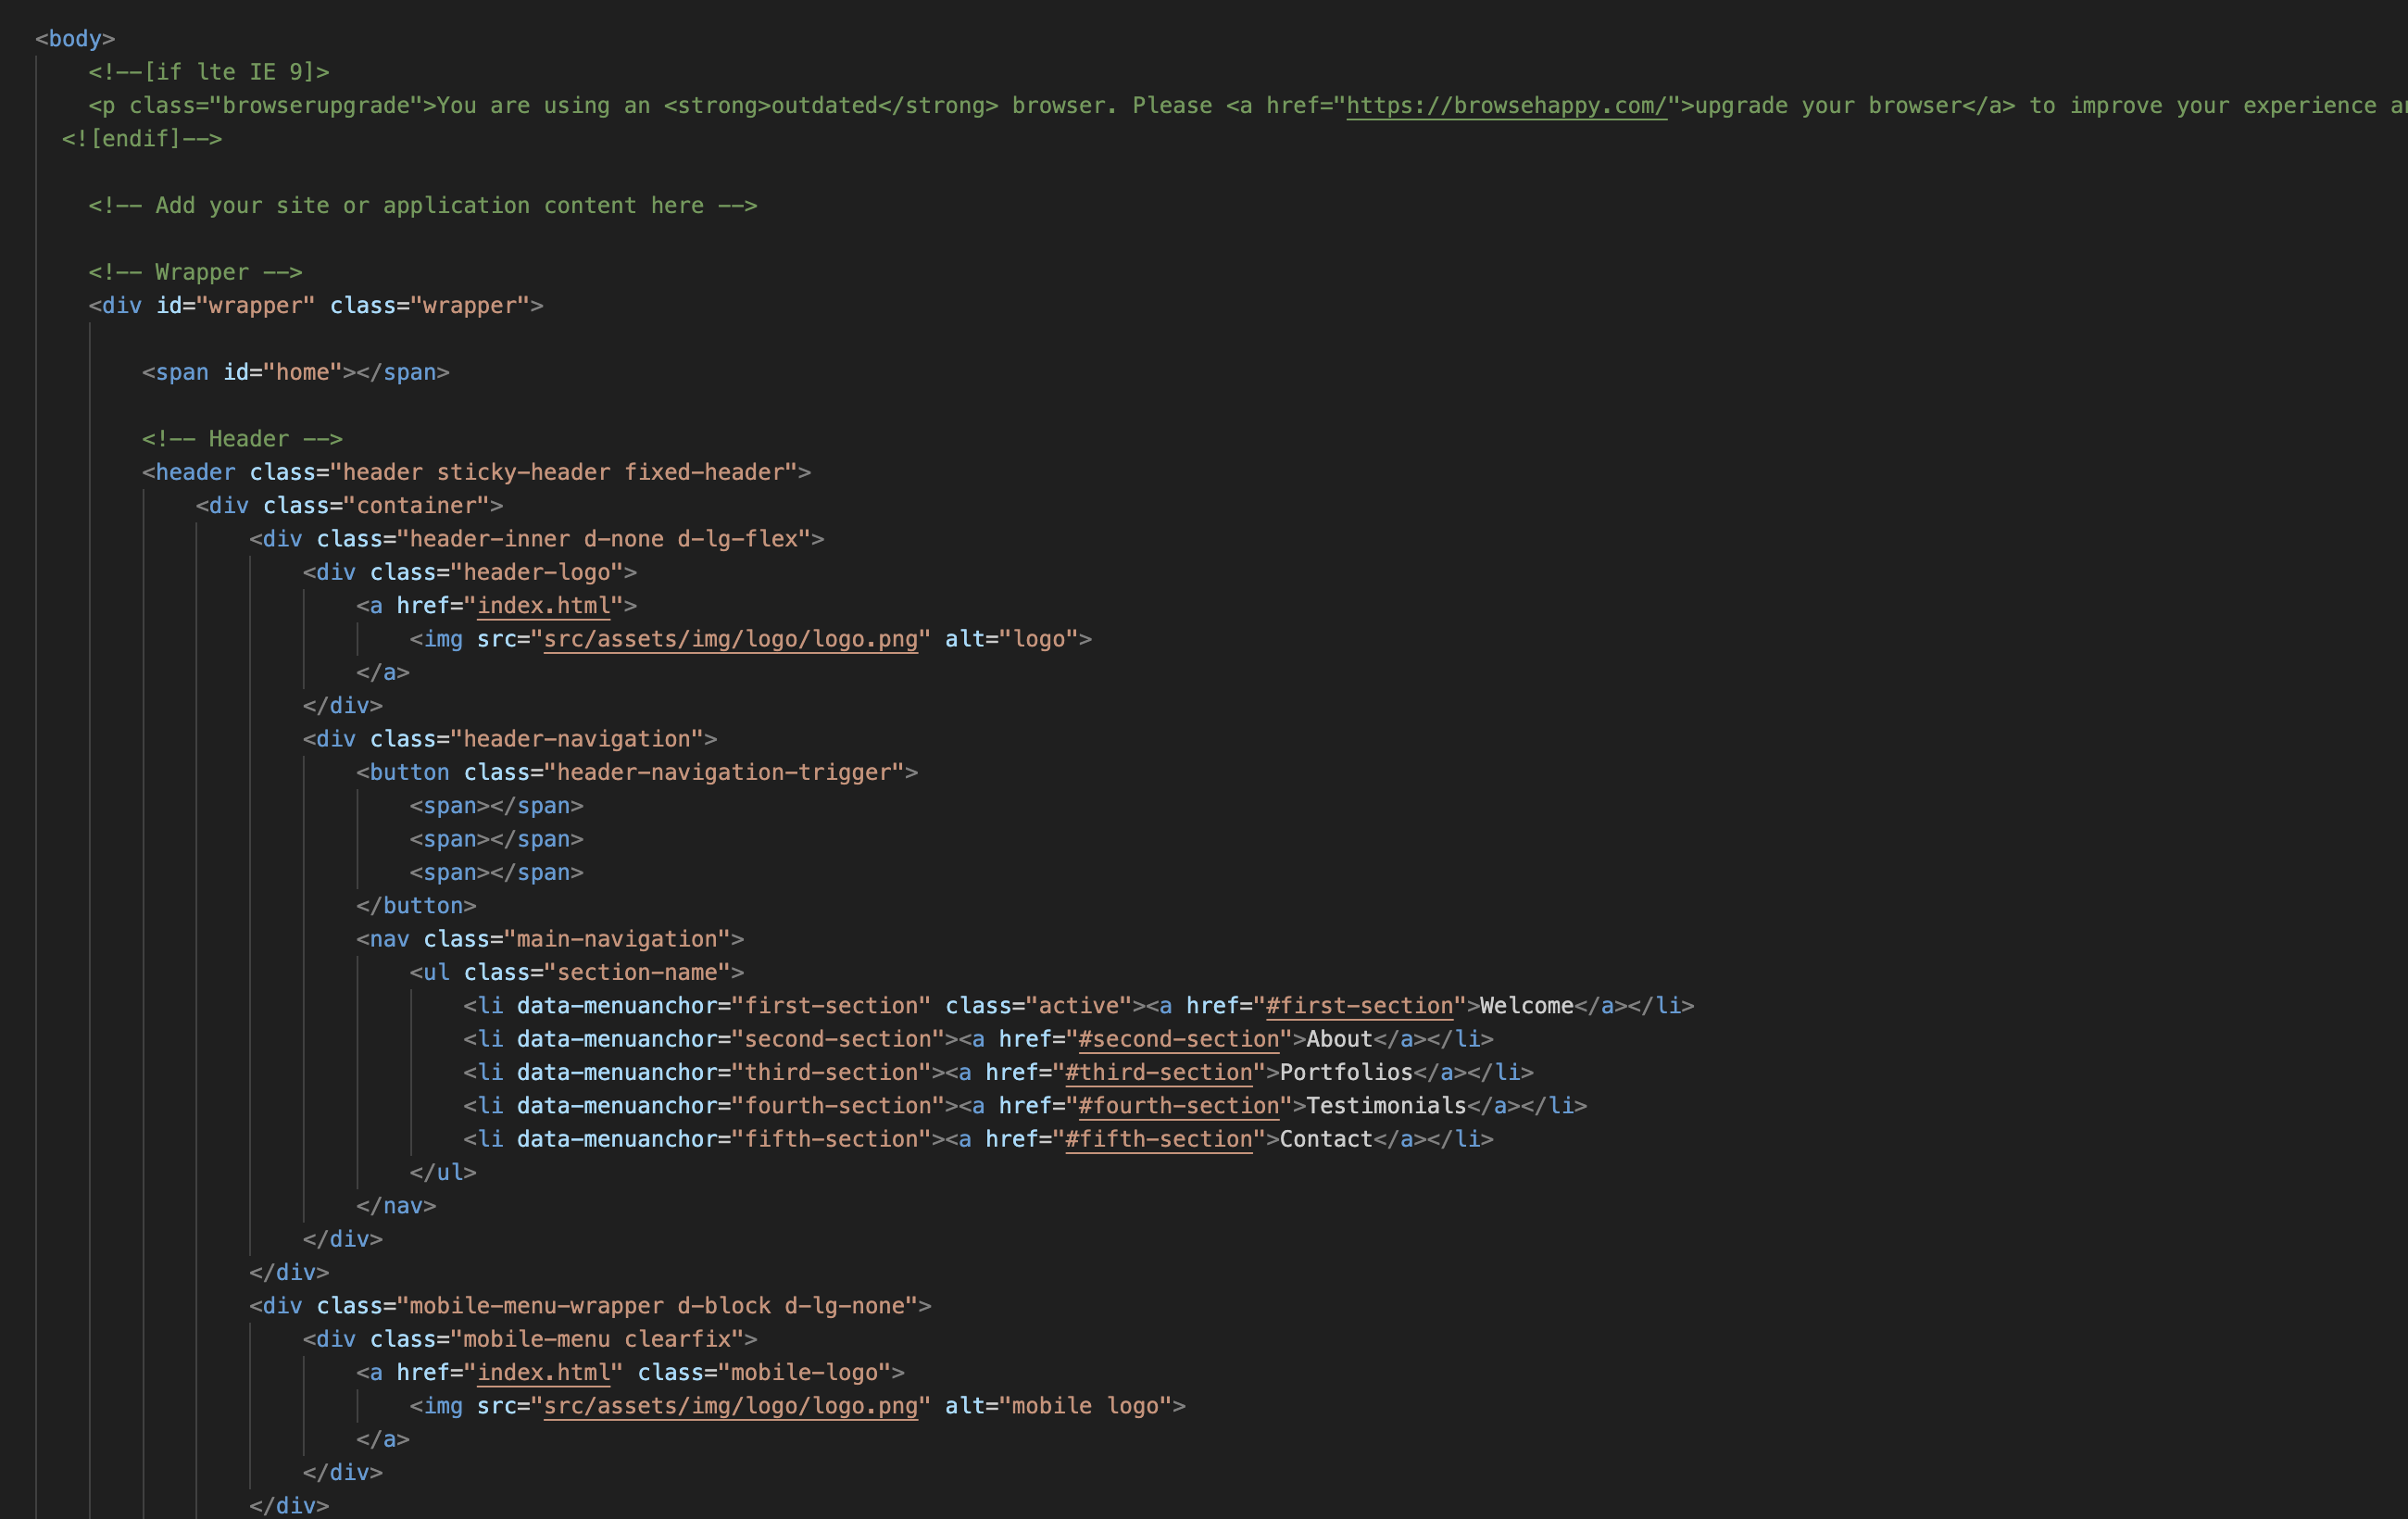 <body>
<!--[if lte IE 9]>
<p class="browserupgrade">You are using an <strong>outdated</strong> browser. Please <a href="https://browsehappy.com/">upgrade your browser</a> to improve your experience
<![endif]-->
<!-- Add your site or application content here -->
<!-- Wrapper -->
<div id="wrapper" class="wrapper">
<span id="home"></span>
<!-- Header -->
<header class="header sticky-header fixed-header">
<div class="container">
<div class="header-inner d-none d-lg-flex">
<div class="header-logo">
<a href="index.html">
<img src="src/assets/img/logo/logo.png" alt="logo">
</a>
</div>
<div class="header-navigation">
<button class="header-navigation-trigger">
<span></span>
<span></span>
<span></span>
</button>
<nav class="main-navigation">
<ul class="section-name">
<li data-menuanchor="first-section" class="active"><a href="#first-section">Welcome</a></li>
<li data-menuanchor="second-section"><a href="#second-section">About</a></li>
<li data-menuanchor="third-section"><a href="#third-section">Portfolios</a></li>
<li data-menuanchor="fourth-section"><a href="#fourth-section">Testimonials</a></li>
<li data-menuanchor="fifth-section"><a href="#fifth-section">Contact</a></li>
</ul>
</nav>
</div>
</div>
<div class="mobile-menu-wrapper d-block d-lg-none">
<div class="mobile-menu clearfix">
<a href="index.html" class="mobile-logo">
<img src="src/assets/img/logo/logo.png" alt="mobile logo">
</a>
</div>
</div>